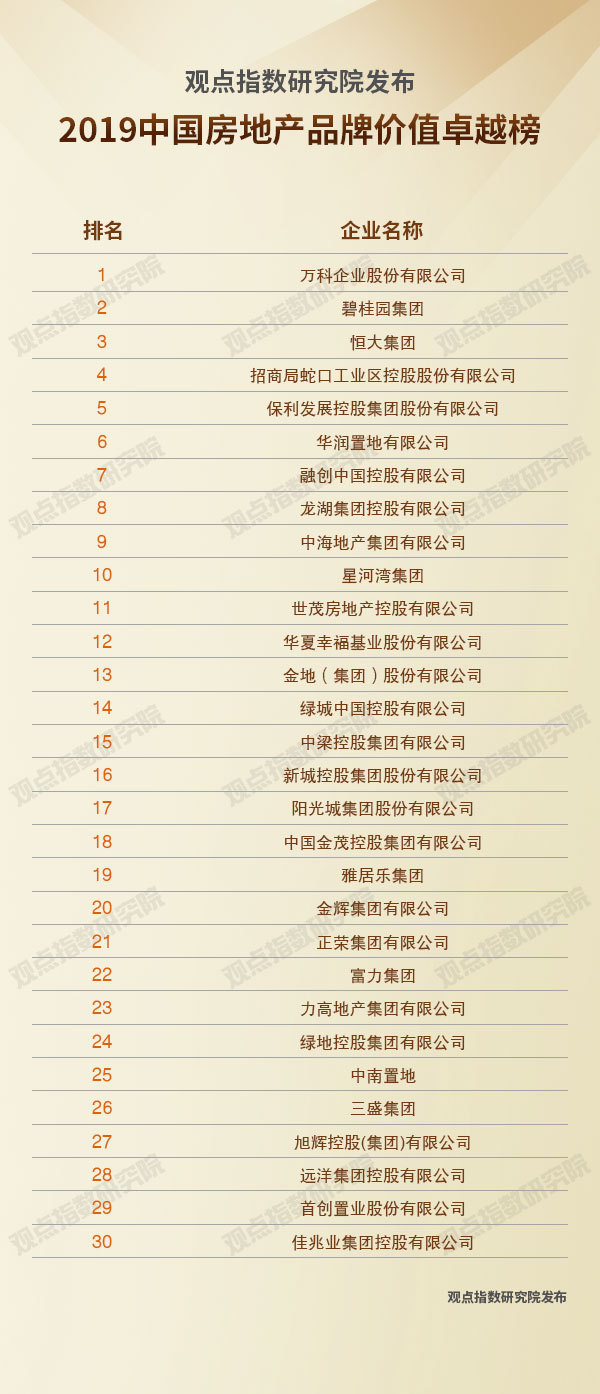 观点指数研究院发布
2019中国房地产品牌价值卓越榜
排名 企业名称
1 万科企业股份有限公司
2 碧桂园集团
3 恒大集团
4 招商局蛇口工业区控股股份有限公司
5 保利发展控股集团股份有限公司
6 华润置地有限公司
7 融创中国控股有限公司
8 龙湖集团控股有限公司
9 中海地产集团有限公司
10 星河湾集团
11 世茂房地产控股有限公司
12 华夏幸福基业股份有限公司
13 金地（集团）股份有限公司
14 绿城中国控股有限公司
15 中梁控股集团有限公司
16 新城控股集团股份有限公司
17 阳光城集团股份有限公司
18 中国金茂控股集团有限公司
19 雅居乐集团
20 金辉集团有限公司
21 正荣集团有限公司
22 富力集团
23 力高地产集团有限公司
24 绿地控股集团有限公司
25 中南置地
26 三盛集团
27 旭辉控股(集团)有限公司
28 远洋集团控股有限公司
29 首创置业股份有限公司
30 佳兆业集团控股有限公司
观点指数研究院发布